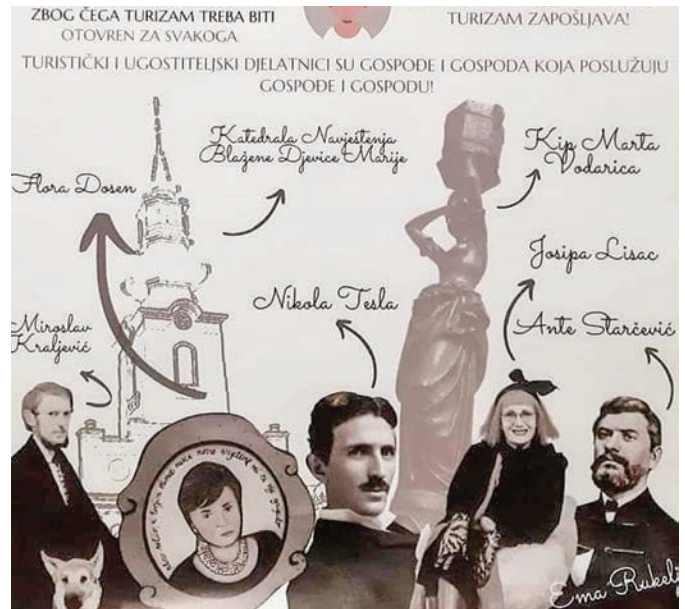 ZBOG ČEGA TURIZAM TREBA BITI
OTOVREN ZA SVAKOGA.
TURIZAM ZAPOŠLJAVA!
TURISTIČKI I UGOSTITELJSKI DJELATNICI SU GOSPOĐE I GOSPODA KOJA POSLUŽUJU
GOSPOĐE I GOSPODU!
Katedrala Navještenja
Blažene Djevice Marije
Kip Marta
Vodarica
Flora Dosen
Josipa Lisac
Nikola Tesla
Miroslav
Kraljević
Ante Starčević
Ema Rukelj